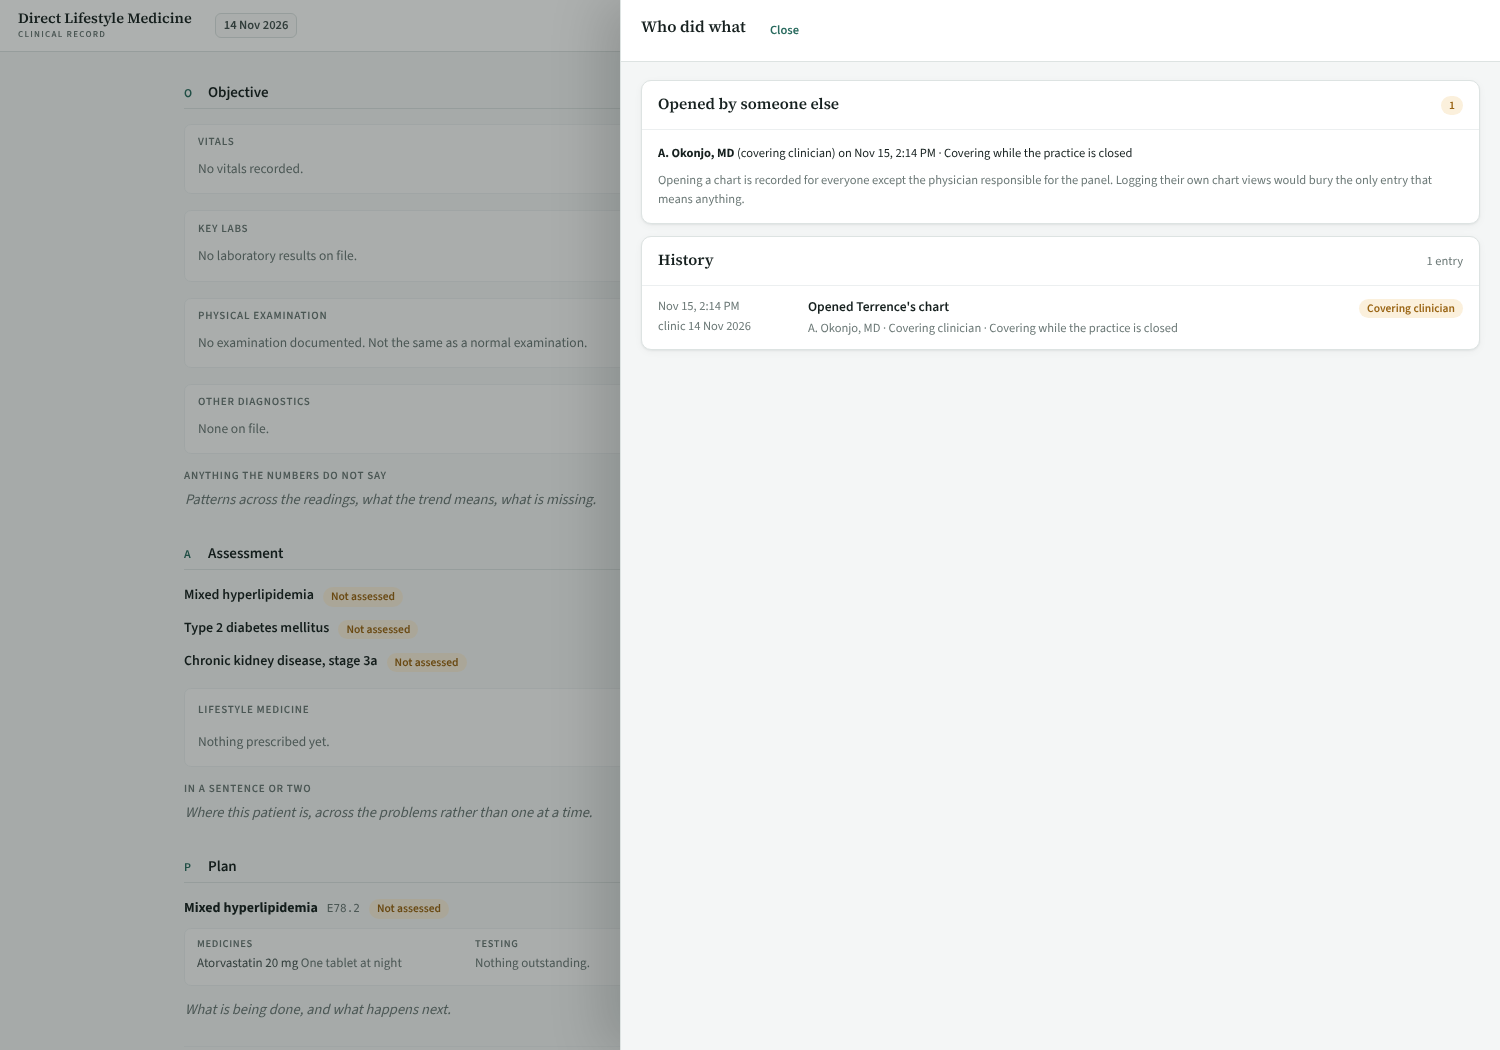 Direct Lifestyle Medicine
CLINICAL RECORD
14 Nov 2026
O Objective
VITALS
No vitals recorded.
KEY LABS
No laboratory results on file.
PHYSICAL EXAMINATION
No examination documented. Not the same as a normal examination.
OTHER DIAGNOSTICS
None on file.
ANYTHING THE NUMBERS DO NOT SAY
Patterns across the readings, what the trend means, what is missing.
A Assessment
Mixed hyperlipidemia Not assessed
Type 2 diabetes mellitus Not assessed
Chronic kidney disease, stage 3a Not assessed
LIFESTYLE MEDICINE
Nothing prescribed yet.
IN A SENTENCE OR TWO
Where this patient is, across the problems rather than one at a time.
P Plan
Mixed hyperlipidemia E78.2 Not assessed
MEDICINES
Atorvastatin 20 mg One tablet at night
TESTING
Nothing outstanding.
What is being done, and what happens next.
Who did what Close
Opened by someone else 1
A. Okonjo, MD (covering clinician) on Nov 15, 2:14 PM · Covering while the practice is closed
Opening a chart is recorded for everyone except the physician responsible for the panel. Logging their own chart views would bury the only entry that
means anything.
History 1 entry
Nov 15, 2:14 PM
clinic 14 Nov 2026
Opened Terrence's chart
A. Okonjo, MD · Covering clinician · Covering while the practice is closed
Covering clinician